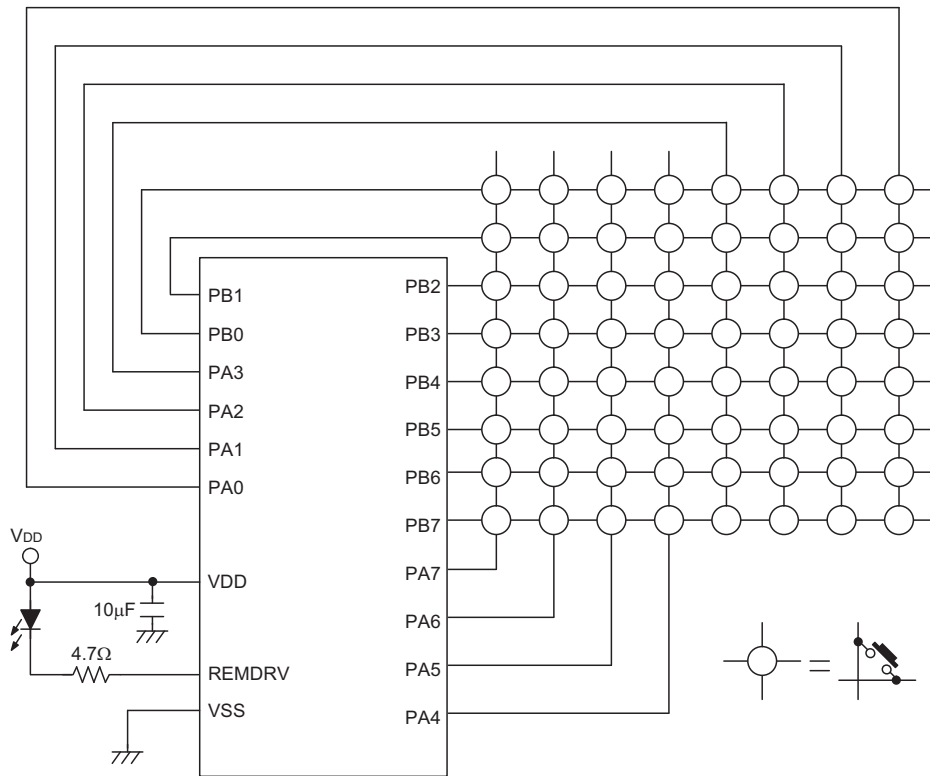 PB1
PB0
PA3
PA2
PA1
PA0
VDD
REMDRV
VSS
PB2
PB3
PB4
PB5
PB6
PB7
PA7
PA6
PA5
PA4
VDD
10µF
4.7Ω